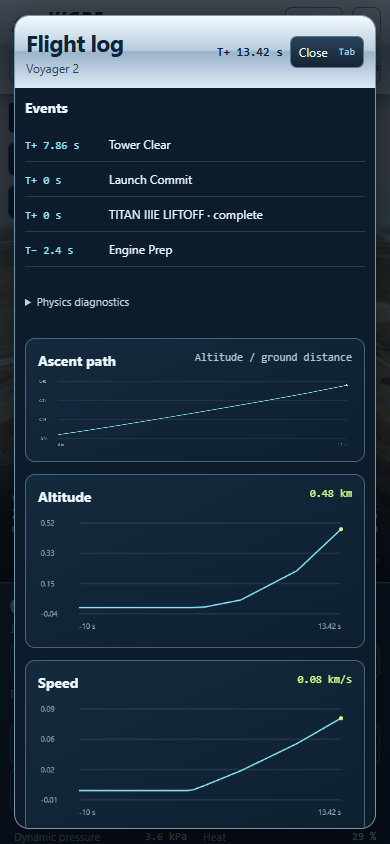 Flight log
Voyager 2
T+ 13.42 s
Close Tab
Events
T+ 7.86 s Tower Clear
T+ 0 s Launch Commit
T+ 0 s TITAN IIIE LIFTOFF · complete
T− 2.4 s Engine Prep
▶ Physics diagnostics
Ascent path
Altitude / ground distance
Altitude
0.48 km
0.52
0.33
0.15
-0.04
-10 s
13.42 s
Speed
0.08 km/s
0.09
0.06
0.02
-0.01
-10 s
13.42 s
Dynamic pressure 3.6 kPa Heat 29 %